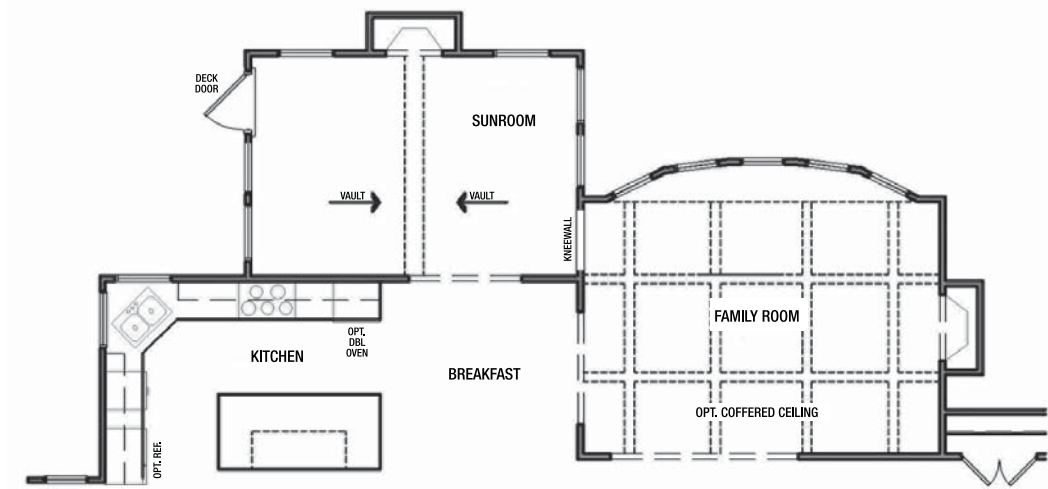 DECK
DOOR
SUNROOM
VAULT
VAULT
KNEEWALL
FAMILY ROOM
OPT.
DBL
OVEN
KITCHEN
BREAKFAST
OPT. COFFERED CEILING
OPT. REF.